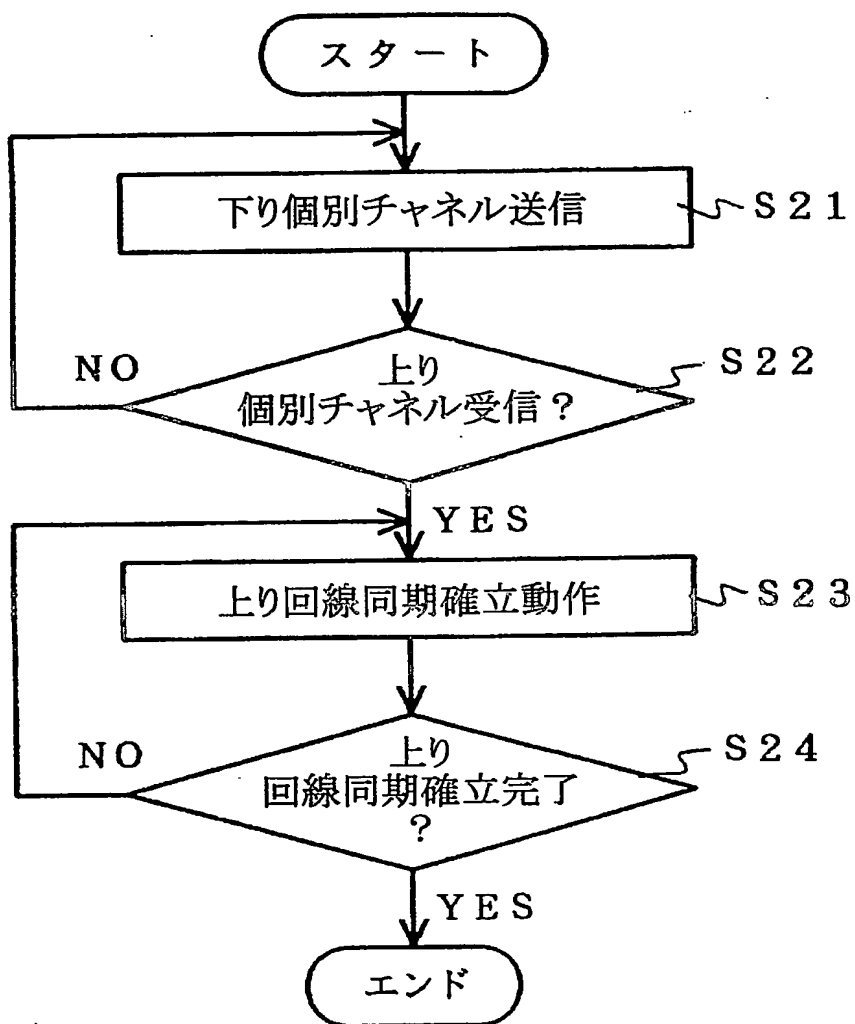 スタート
下り個別チャネル送信
S21
上り
個別チャネル受信?
S22
NO
YES
上り回線同期確立動作
S23
上り
回線同期確立完了
?
S24
NO
YES
エンド